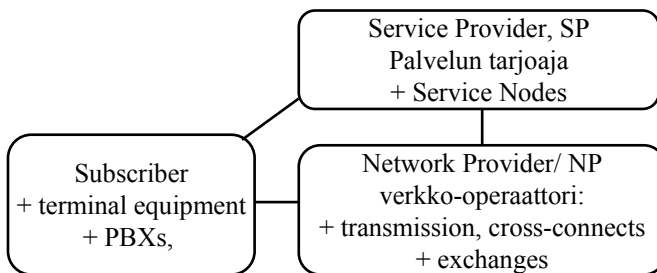 Service Provider, SP
Palvelun tarjoaja
+ Service Nodes
Subscriber
+ terminal equipment
+ PBXs,
Network Provider/ NP
verkko-operaattori:
+ transmission, cross-connects
+ exchanges